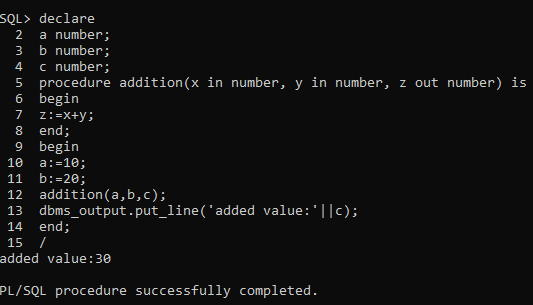 SQL> declare
2 a number;
3 b number;
4 c number;
5 procedure addition(x in number, y in number, z out number) is
6 begin
7 z:=x+y;
8 end;
9 begin
10 a:=10;
11 b:=20;
12 addition(a,b,c);
13 dbms_output.put_line('added value:'||c);
14 end;
15 /
added value:30
PL/SQL procedure successfully completed.